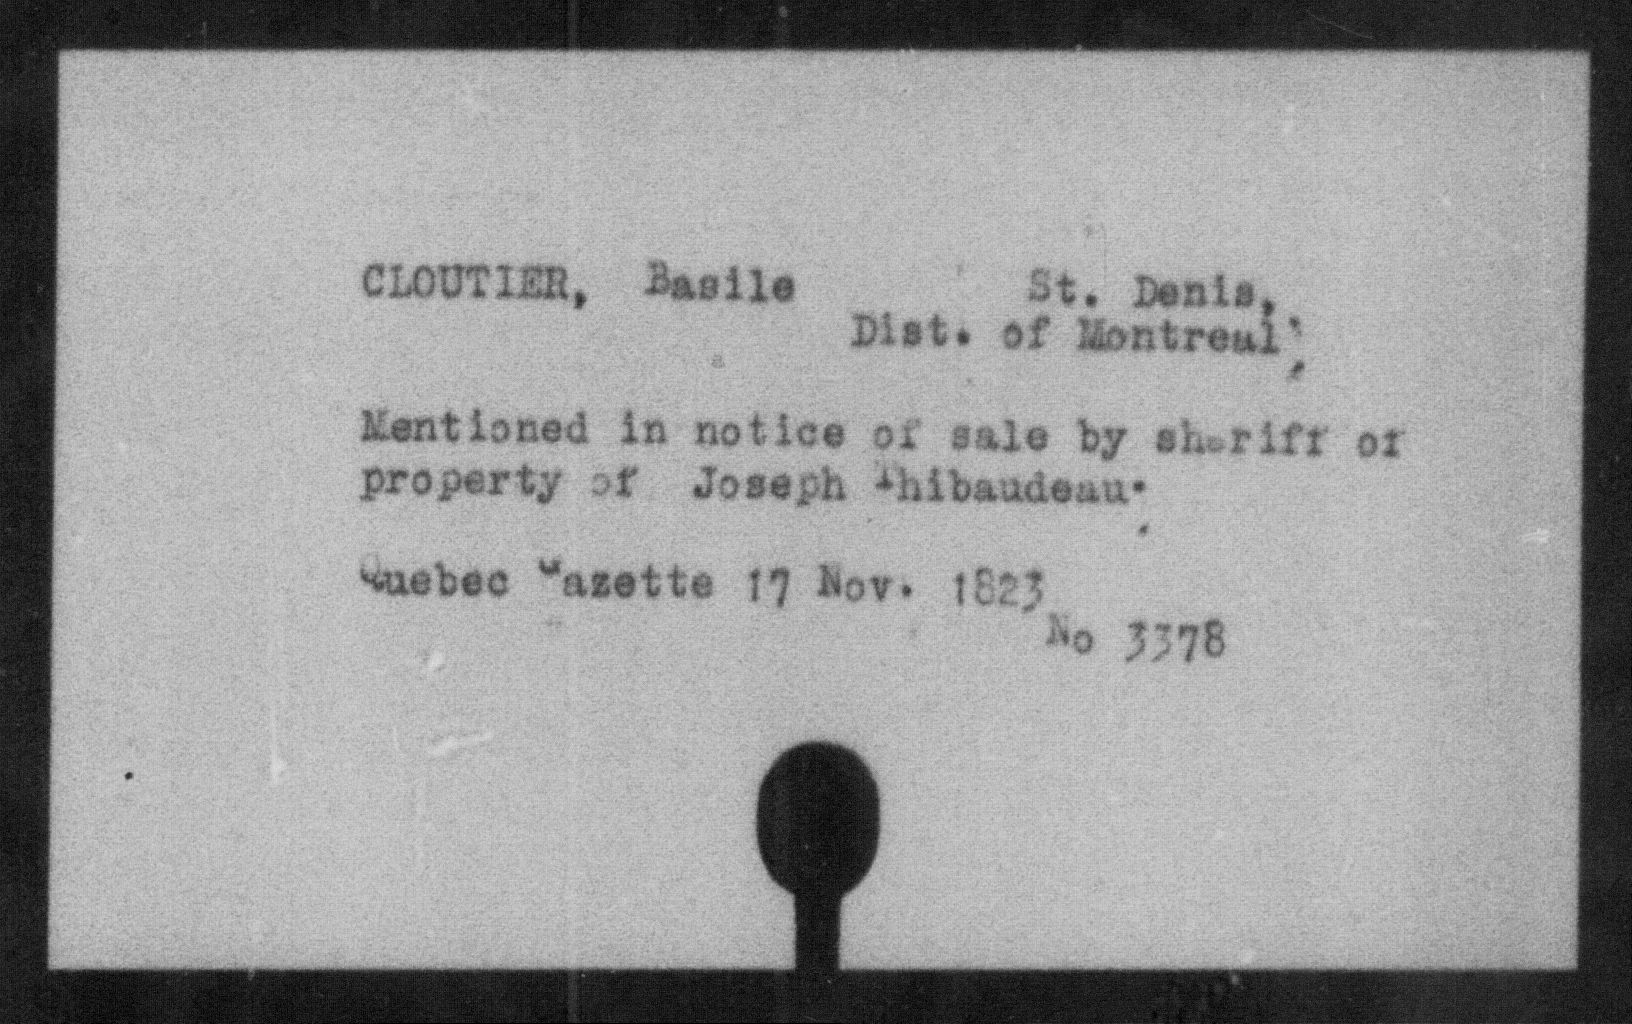 CLOUTIER, Basile St. Denis,
Dist. of Montreal,
Mentioned in notice of sale by sheriff of
property of Joseph Thibaudeau.
Quebec Gazette 17 Nov. 1823
No 3378